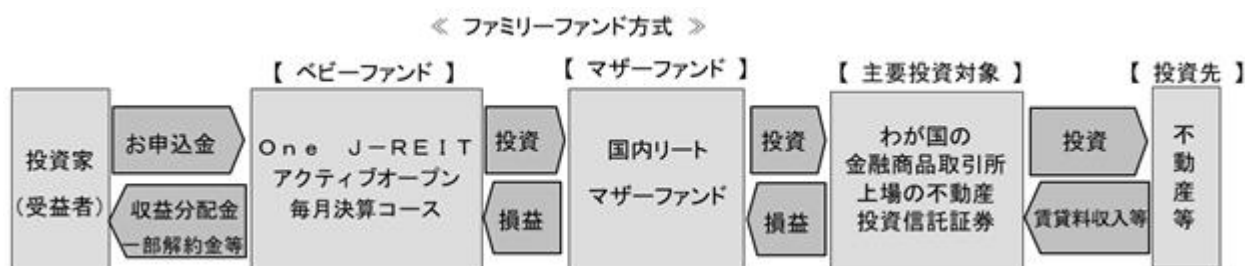 ≪ ファミリーファンド方式 ≫
【 ベビーファンド 】
【 マザーファンド 】
【 主要投資対象 】
【 投資先 】
投資家
(受益者)
お申込金
収益分配金
一部解約金等
One J-REIT
アクティブオープン
毎月決算コース
投資
損益
国内リート
マザーファンド
投資
損益
わが国の
金融商品取引所
上場の不動産
投資信託証券
投資
賃貸料収入等
不動産等